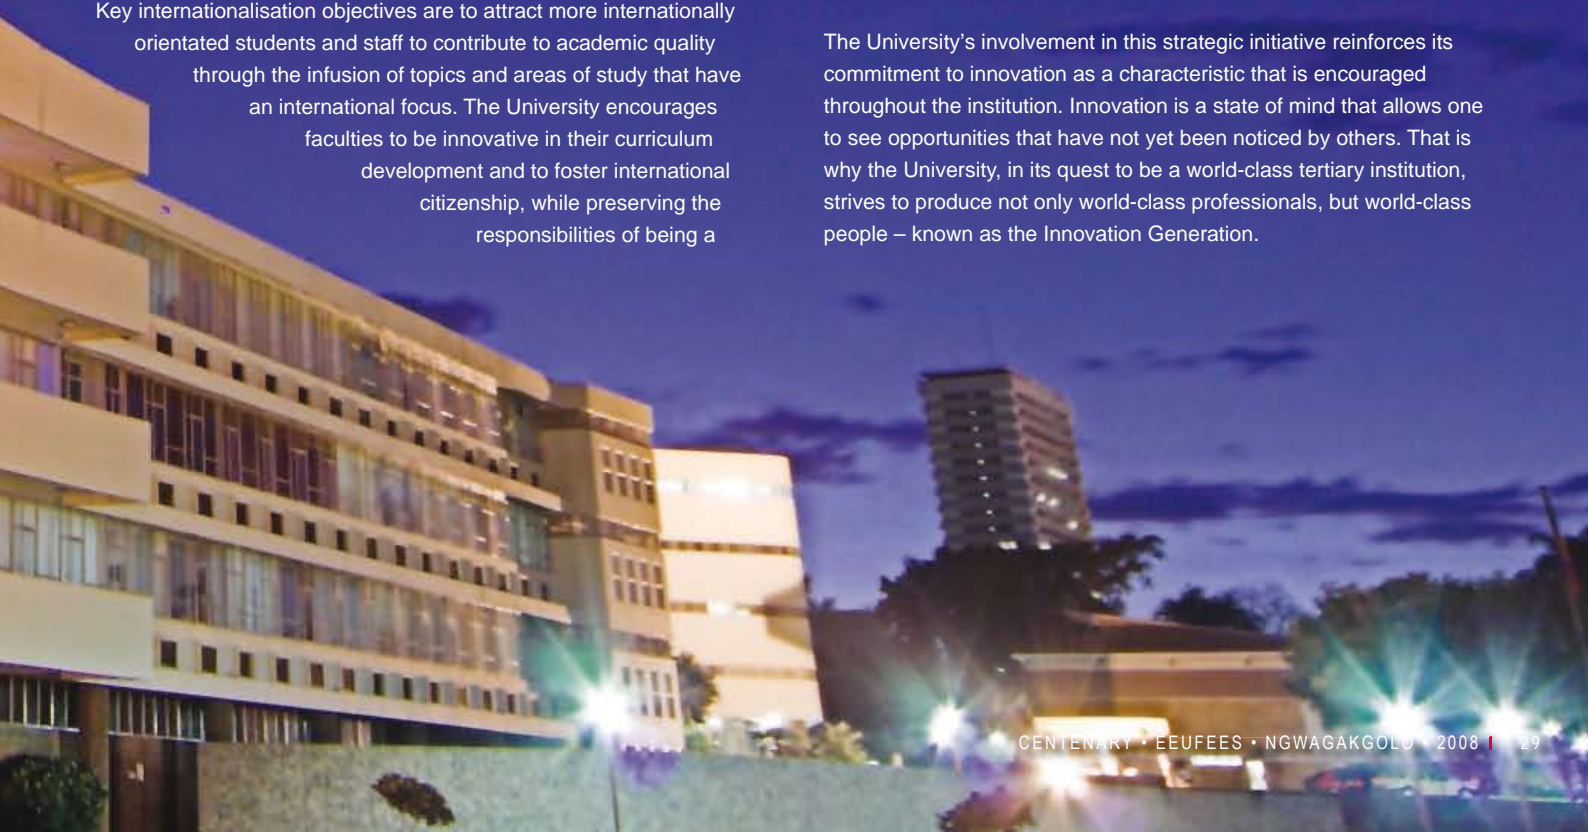 Key internationalisation objectives are to attract more internationally
orientated students and staff to contribute to academic quality
through the infusion of topics and areas of study that have
an international focus. The University encourages
faculties to be innovative in their curriculum
development and to foster international
citizenship, while preserving the
responsibilities of being a
The University’s involvement in this strategic initiative reinforces its
commitment to innovation as a characteristic that is encouraged
throughout the institution. Innovation is a state of mind that allows one
to see opportunities that have not yet been noticed by others. That is
why the University, in its quest to be a world-class tertiary institution,
strives to produce not only world-class professionals, but world-class
people – known as the Innovation Generation.
CENTENARY • EEUFEES • NGWAGAKGOLO • 2008 | 29